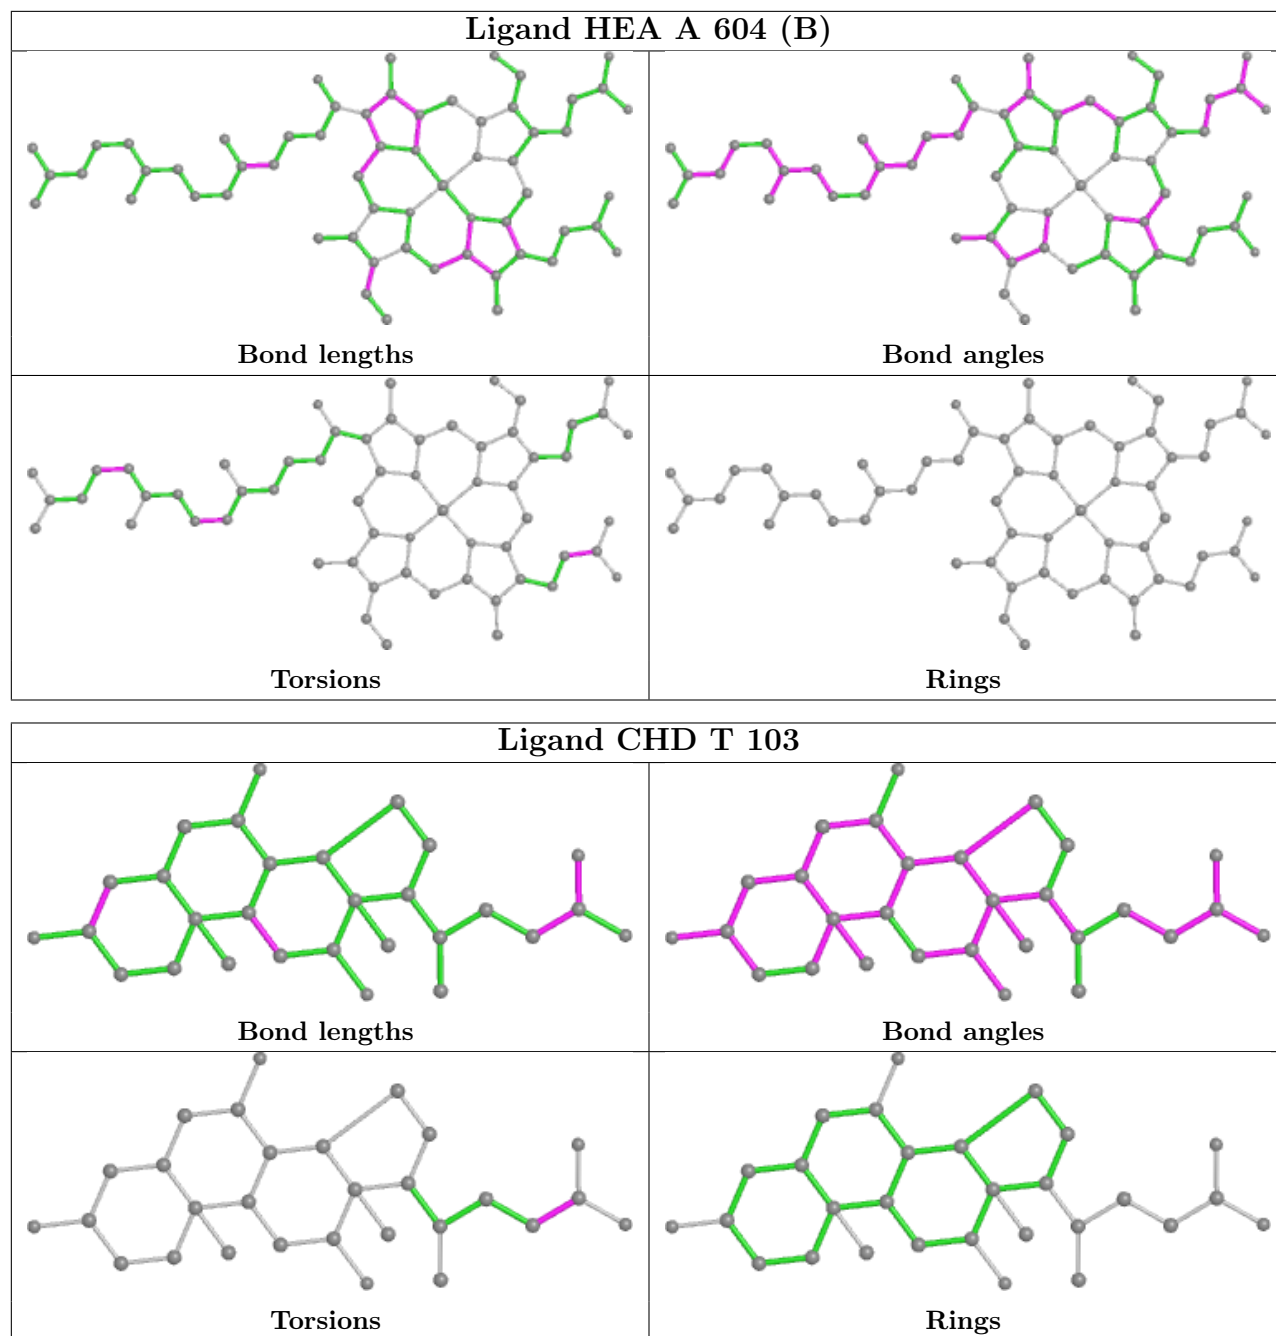 Ligand HEA A 604 (B)
Bond lengths
Bond angles
Torsions
Rings
Ligand CHD T 103
Bond lengths
Bond angles
Torsions
Rings